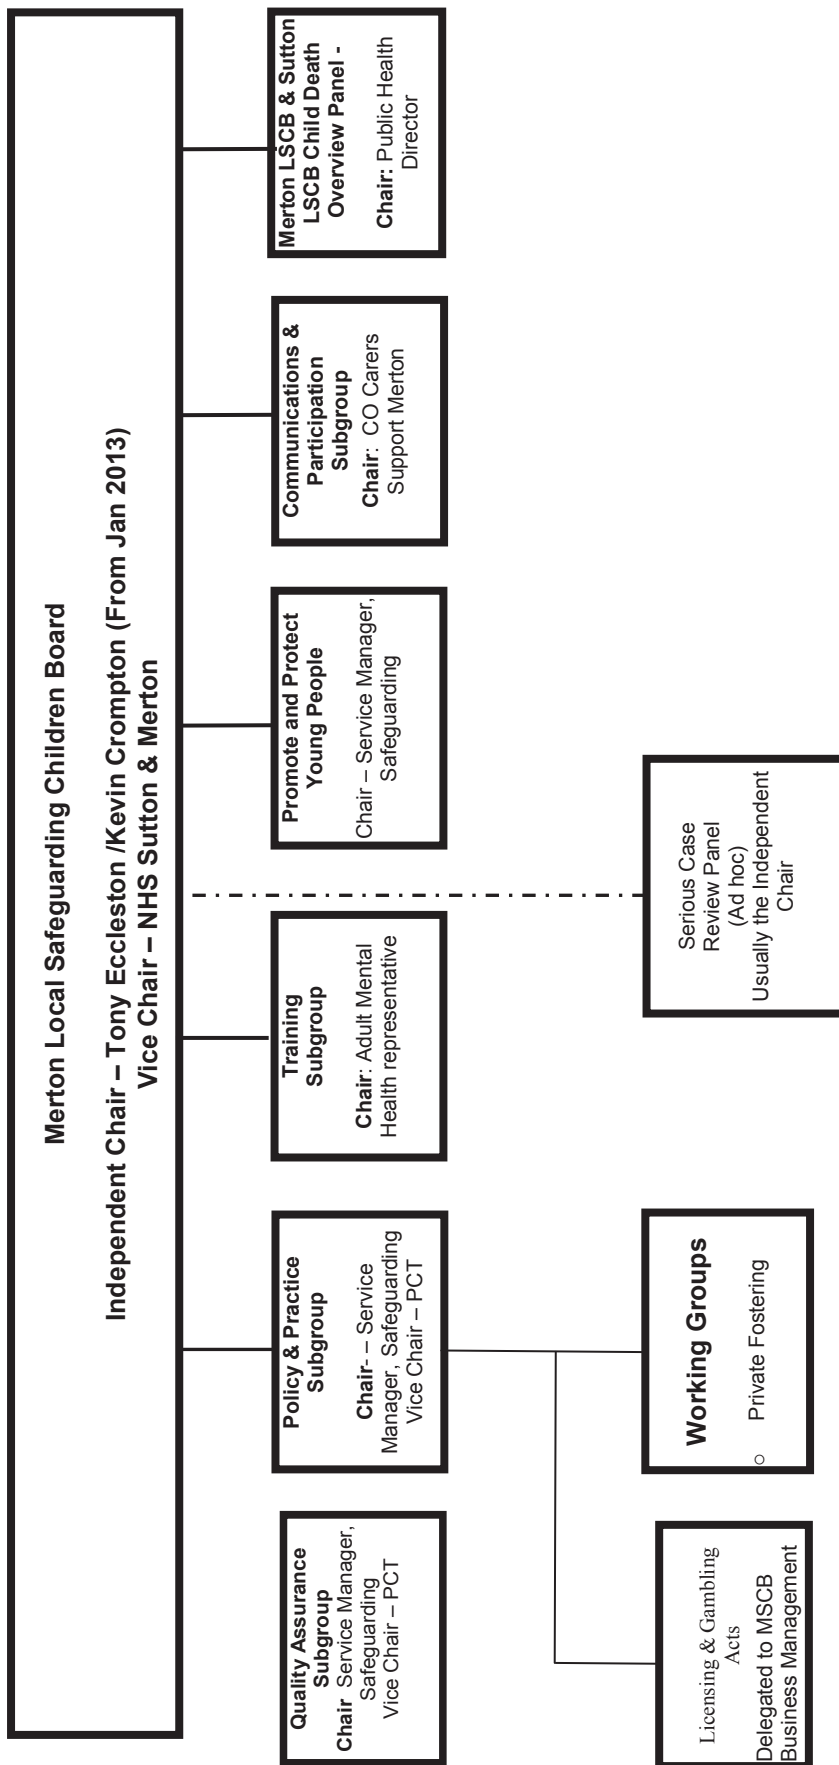 Merton Local Safeguarding Children Board
Independent Chair – Tony Eccleston /Kevin Crompton (From Jan 2013)
Vice Chair – NHS Sutton & Merton
Quality Assurance
Subgroup
Chair Service Manager,
Safeguarding
Vice Chair – PCT
Policy & Practice
Subgroup
Chair- – Service
Manager, Safeguarding
Vice Chair – PCT
Training
Subgroup
Chair: Adult Mental
Health representative
Promote and Protect
Young People
Chair – Service Manager,
Safeguarding
Communications &
Participation
Subgroup
Chair: CO Carers
Support Merton
Merton LSCB & Sutton
LSCB Child Death
Overview Panel -
Chair: Public Health
Director
Licensing & Gambling
Acts
Delegated to MSCB
Business Management
Working Groups
○ Private Fostering
Serious Case
Review Panel
(Ad hoc)
Usually the Independent
Chair